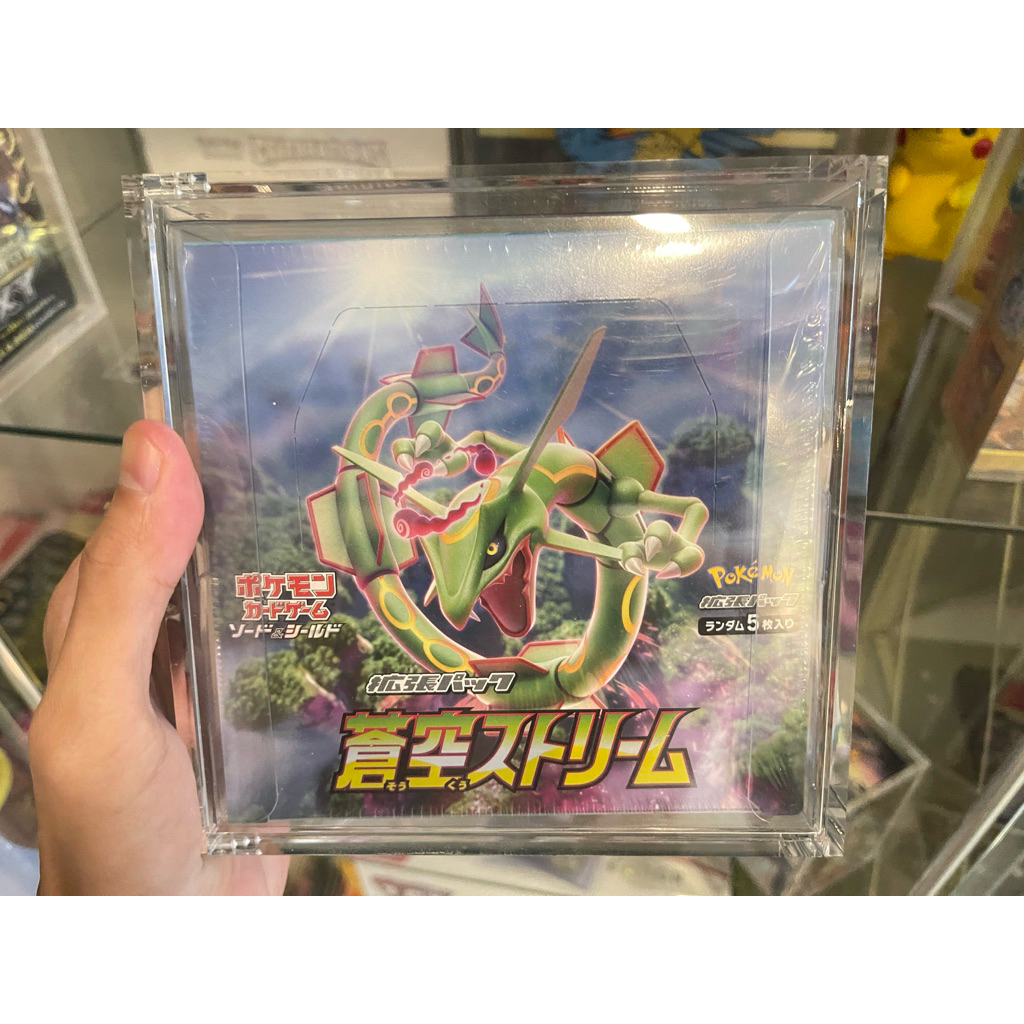 XY
ポケモン
カードゲーム
ソード&シールド
POKÉMON
拡張パック
ランダム5枚入り
拡張パック
蒼空ストリーム
そう くう